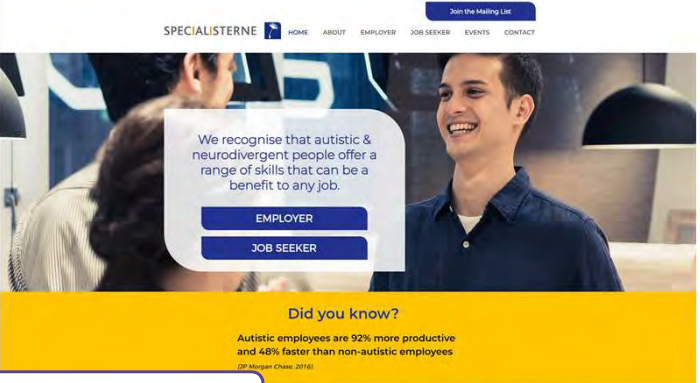 Join the Mailing List
SPECIALISTERNE
HOME ABOUT EMPLOYER JOB SEEKER EVENTS CONTACT
We recognise that autistic &
neurodivergent people offer a
range of skills that can be a
benefit to any job.
EMPLOYER
JOB SEEKER
Did you know?
Autistic employees are 92% more productive
and 48% faster than non-autistic employees
(JP Morgan Chase, 2016)